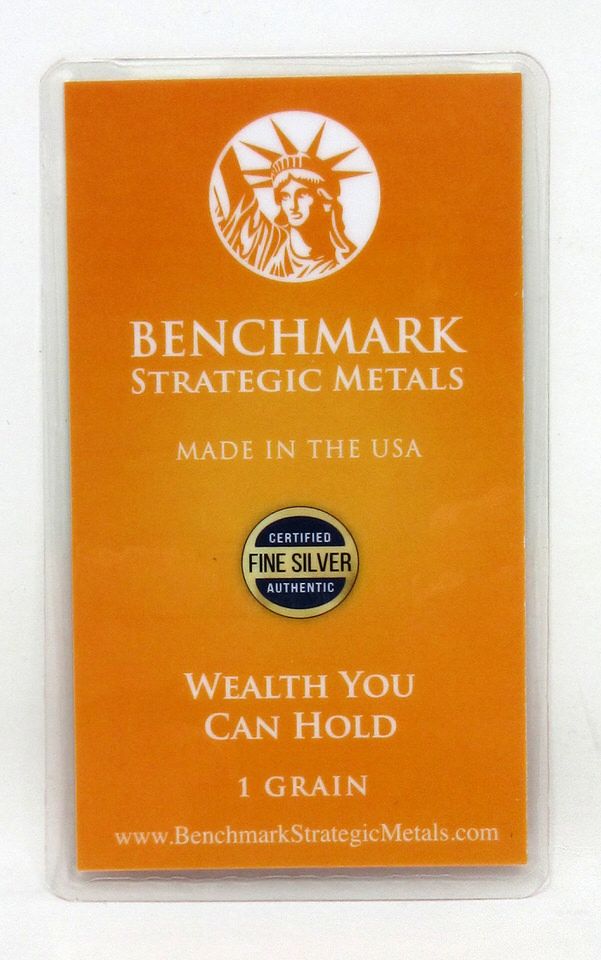 BENCHMARK
STRATEGIC METALS
MADE IN THE USA
CERTIFIED
FINE SILVER
AUTHENTIC
WEALTH YOU
CAN HOLD
1 GRAIN
www.BenchmarkStrategicMetals.com